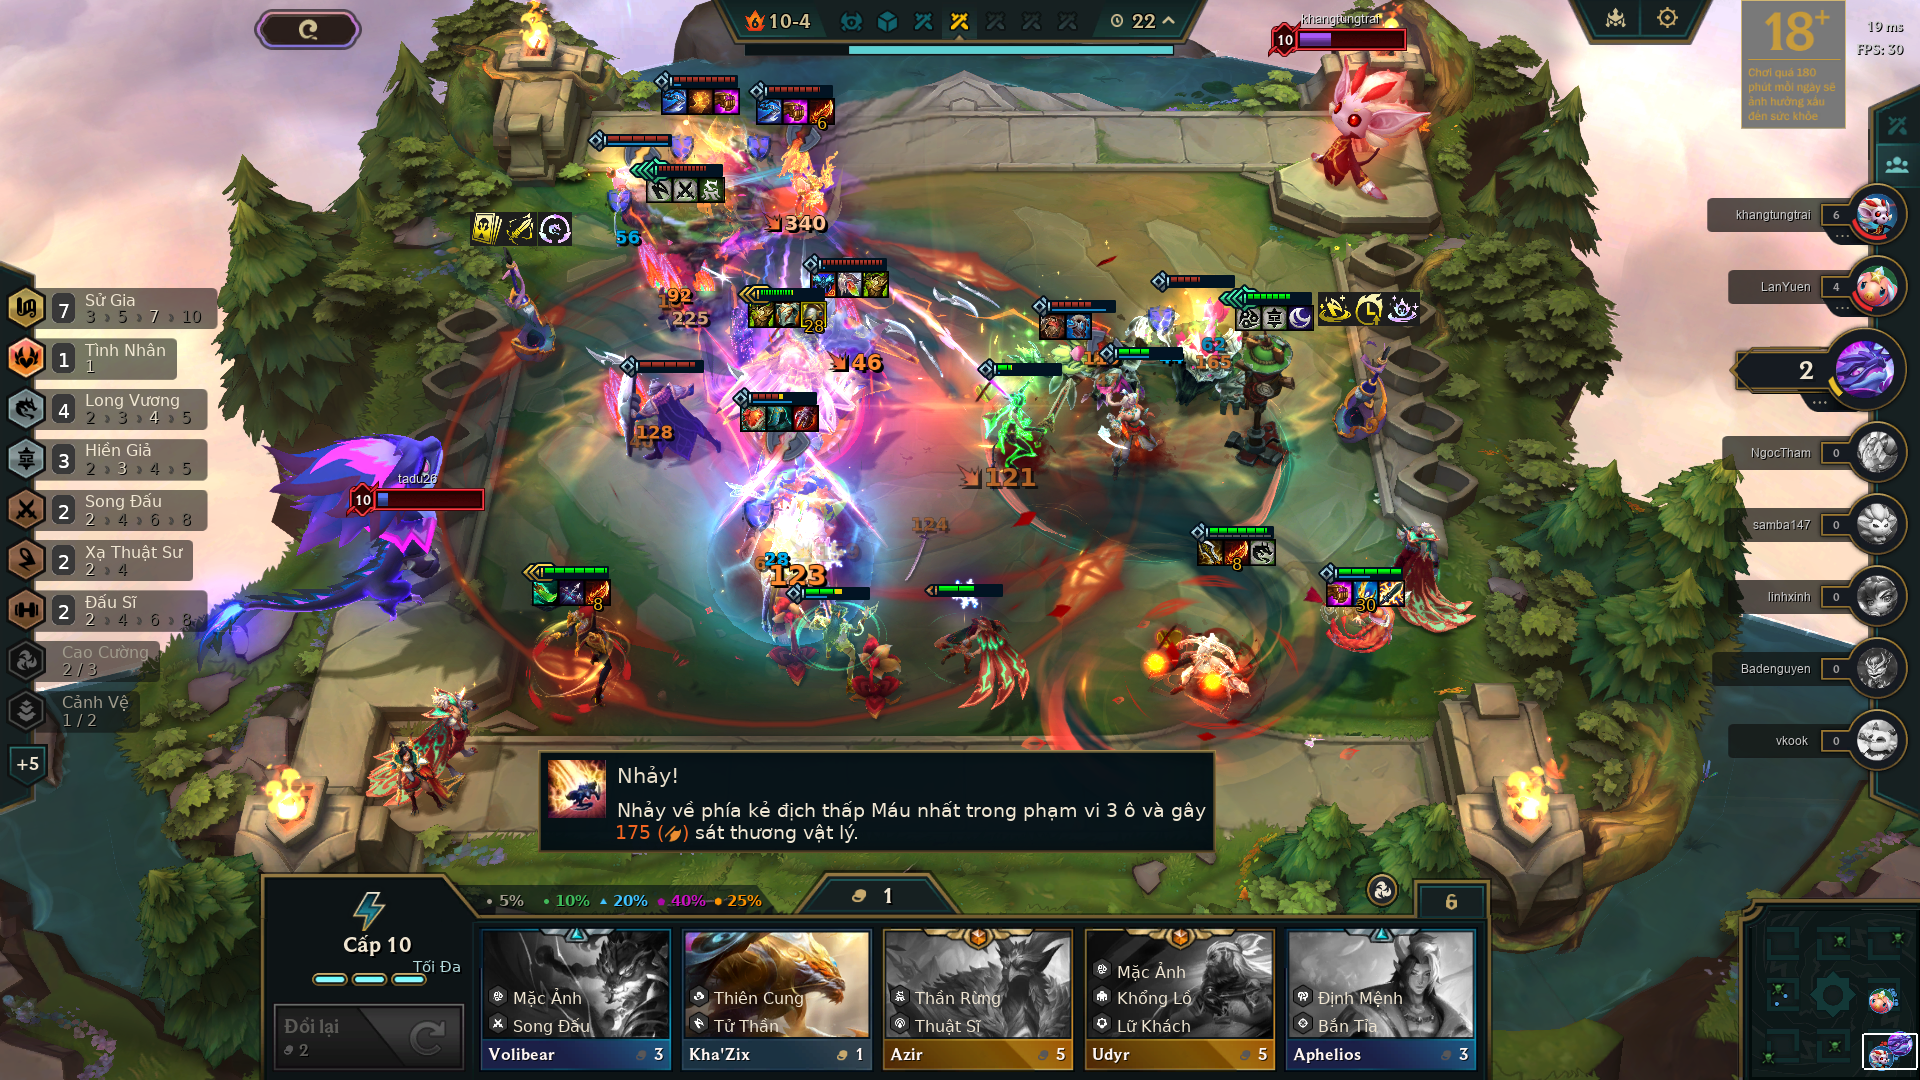 10-4
22
khangtungtrai
10
18+
Chơi quá 180
phút mỗi ngày sẽ
ảnh hưởng xấu
đến sức khỏe
19 ms
FPS: 30
6
340
56
92
225
28
46
128
62
165
121
124
28
123
8
8
30
tadu26
10
7
Sử Gia
3 › 5 › 7 › 10
1
Tình Nhân
1
4
Long Vương
2 › 3 › 4 › 5
3
Hiền Giả
2 › 3 › 4 › 5
2
Song Đấu
2 › 4 › 6 › 8
2
Xạ Thuật Sư
2 › 4
2
Đấu Sĩ
2 › 4 › 6 › 8
Cao Cường
2 / 3
Cảnh Vệ
1 / 2
+5
khangtungtrai 6
LanYuen 4
2
NgocTham 0
samba147 0
linhxinh 0
Badenguyen 0
vkook 0
Nhảy!
Nhảy về phía kẻ địch thấp Máu nhất trong phạm vi 3 ô và gây
175 () sát thương vật lý.
5% 10% 20% 40% 25%
1
6
Cấp 10
Tối Đa
Đổi lại
2
Mặc Ảnh
Song Đấu
Volibear 3
Thiên Cung
Tử Thần
Kha'Zix 1
Thần Rừng
Thuật Sĩ
Azir 5
Mặc Ảnh
Khổng Lồ
Lữ Khách
Udyr 5
Định Mệnh
Bắn Tỉa
Aphelios 3